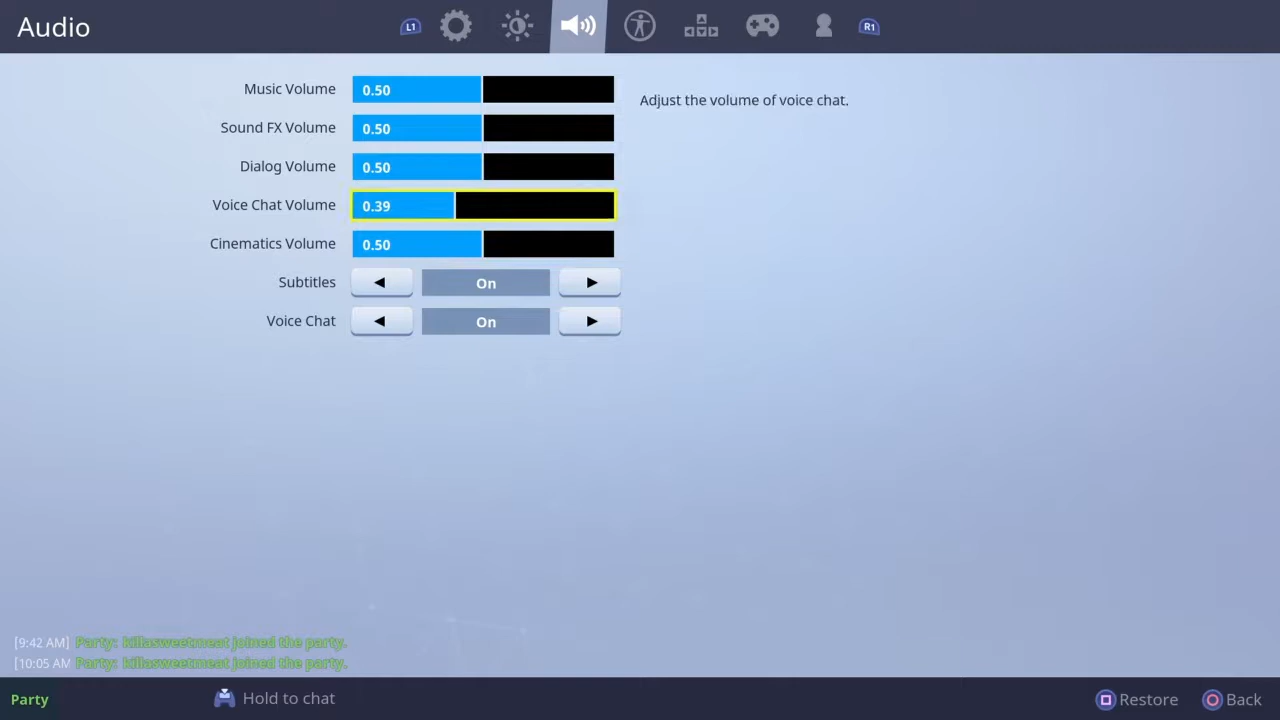 Audio
L1
R1
Music Volume 0.50
Adjust the volume of voice chat.
Sound FX Volume 0.50
Dialog Volume 0.50
Voice Chat Volume 0.39
Cinematics Volume 0.50
Subtitles On
Voice Chat On
[9:42 AM] Party: killasweetmeat joined the party.
[10:05 AM Party: killasweetmeat joined the party.
Party
Hold to chat
Restore
Back